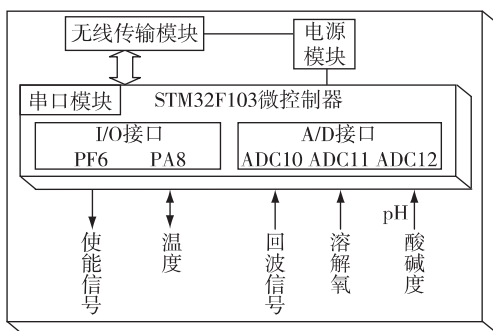 无线传输模块
电源
模块
串口模块
STM32F103微控制器
I/O接口
PF6 PA8
A/D接口
ADC10 ADC11 ADC12
使能信号
温度
回波信号
溶解氧
pH
酸碱度